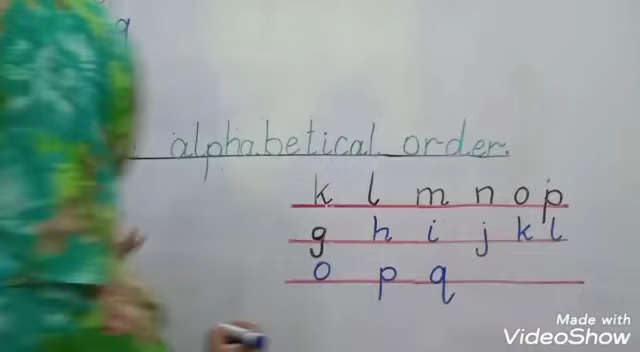 q
alphabetical order.
k l m n o p
g h i j k l
o p q
Made with
VideoShow